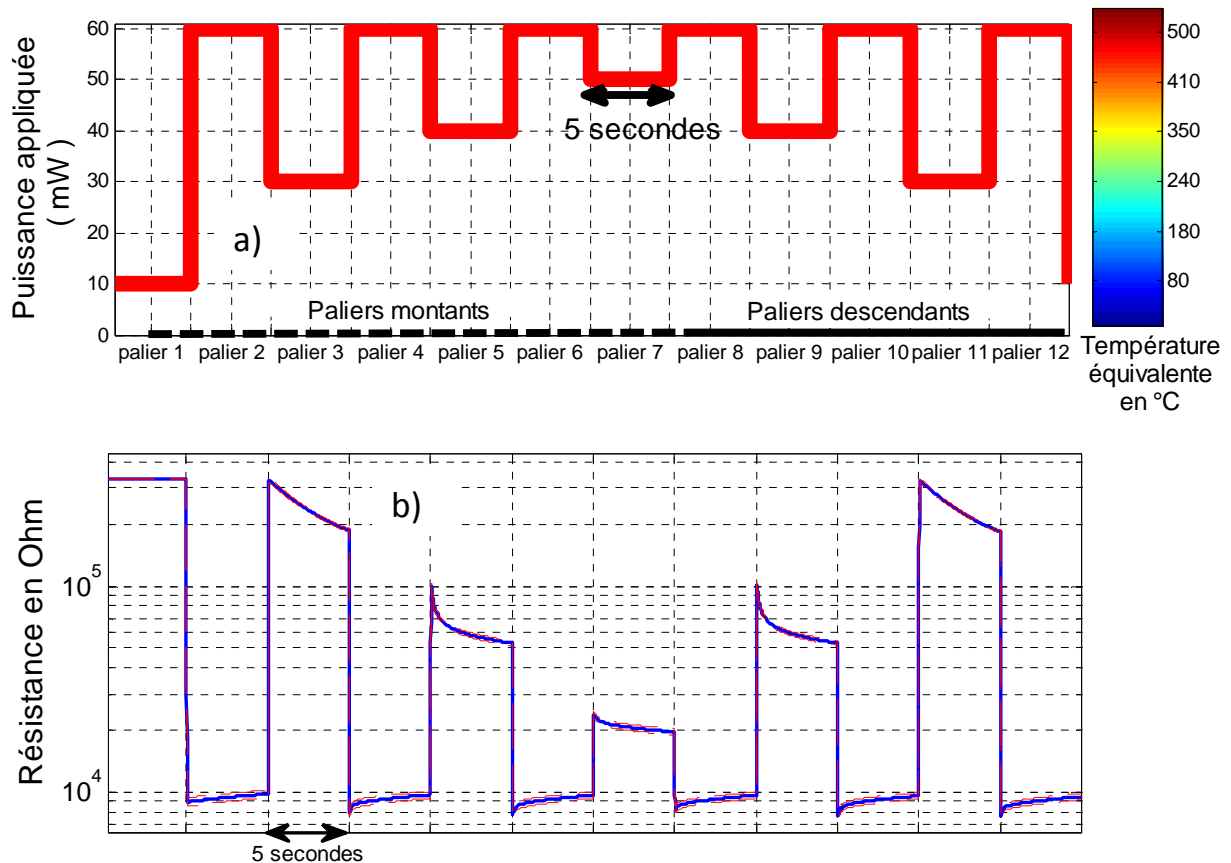 60
50
40
30
20
10
0
Puissance appliquée
( mW )
a)
5 secondes
Paliers montants
Paliers descendants
palier 1 palier 2 palier 3 palier 4 palier 5 palier 6 palier 7 palier 8 palier 9 palier 10 palier 11 palier 12
500
410
350
240
180
80
Température
équivalente
en °C
b)
Résistance en Ohm
10^5
10^4
5 secondes